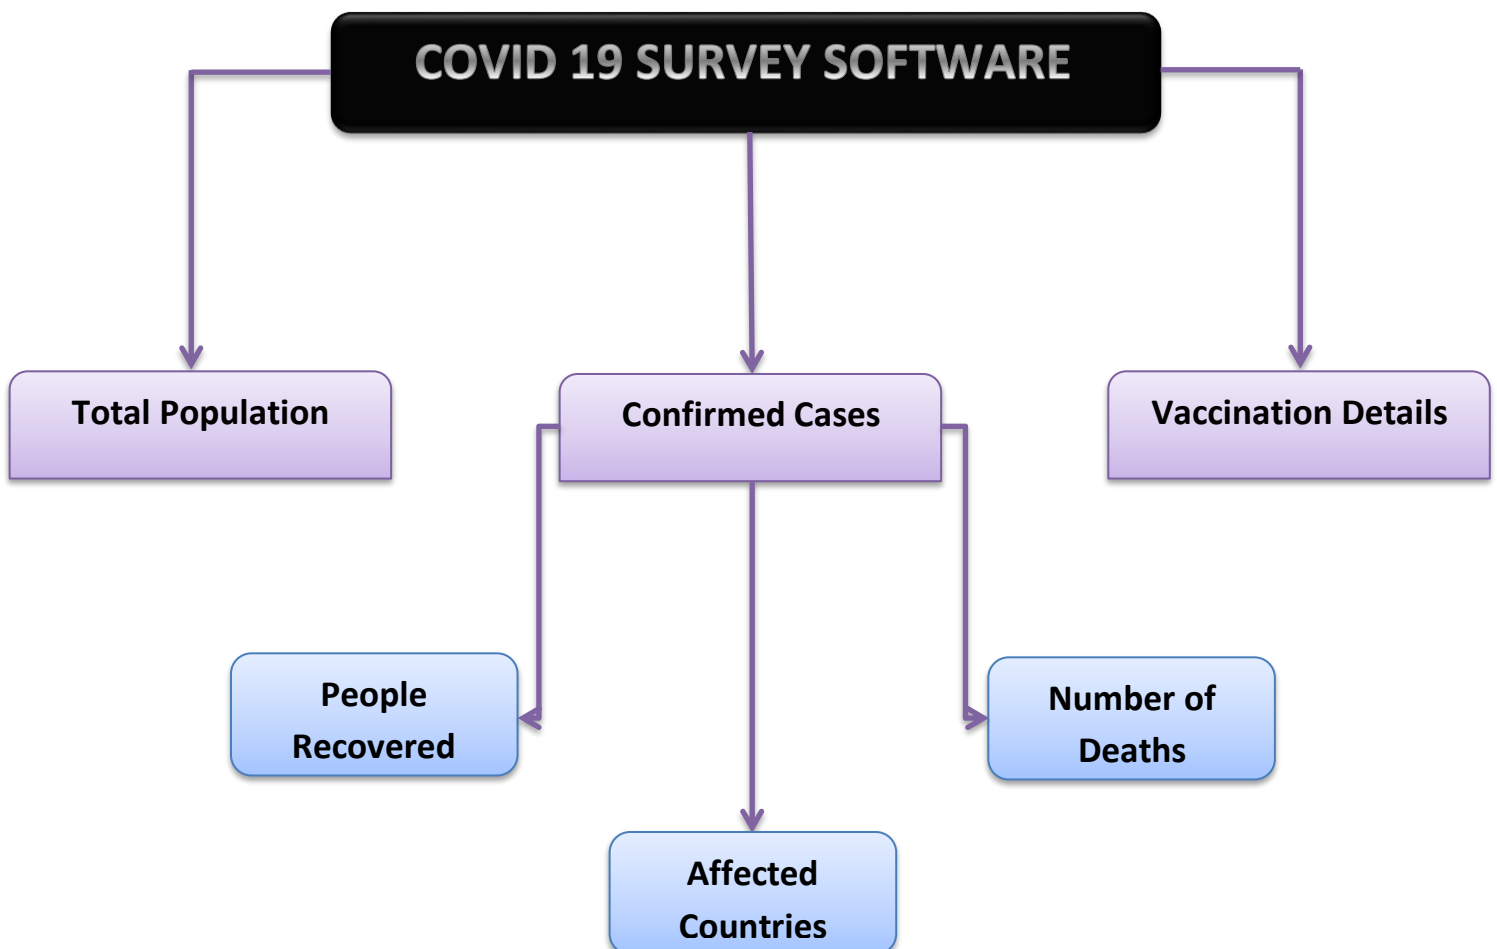 COVID 19 SURVEY SOFTWARE
Total Population
Confirmed Cases
Vaccination Details
People
Recovered
Number of
Deaths
Affected
Countries